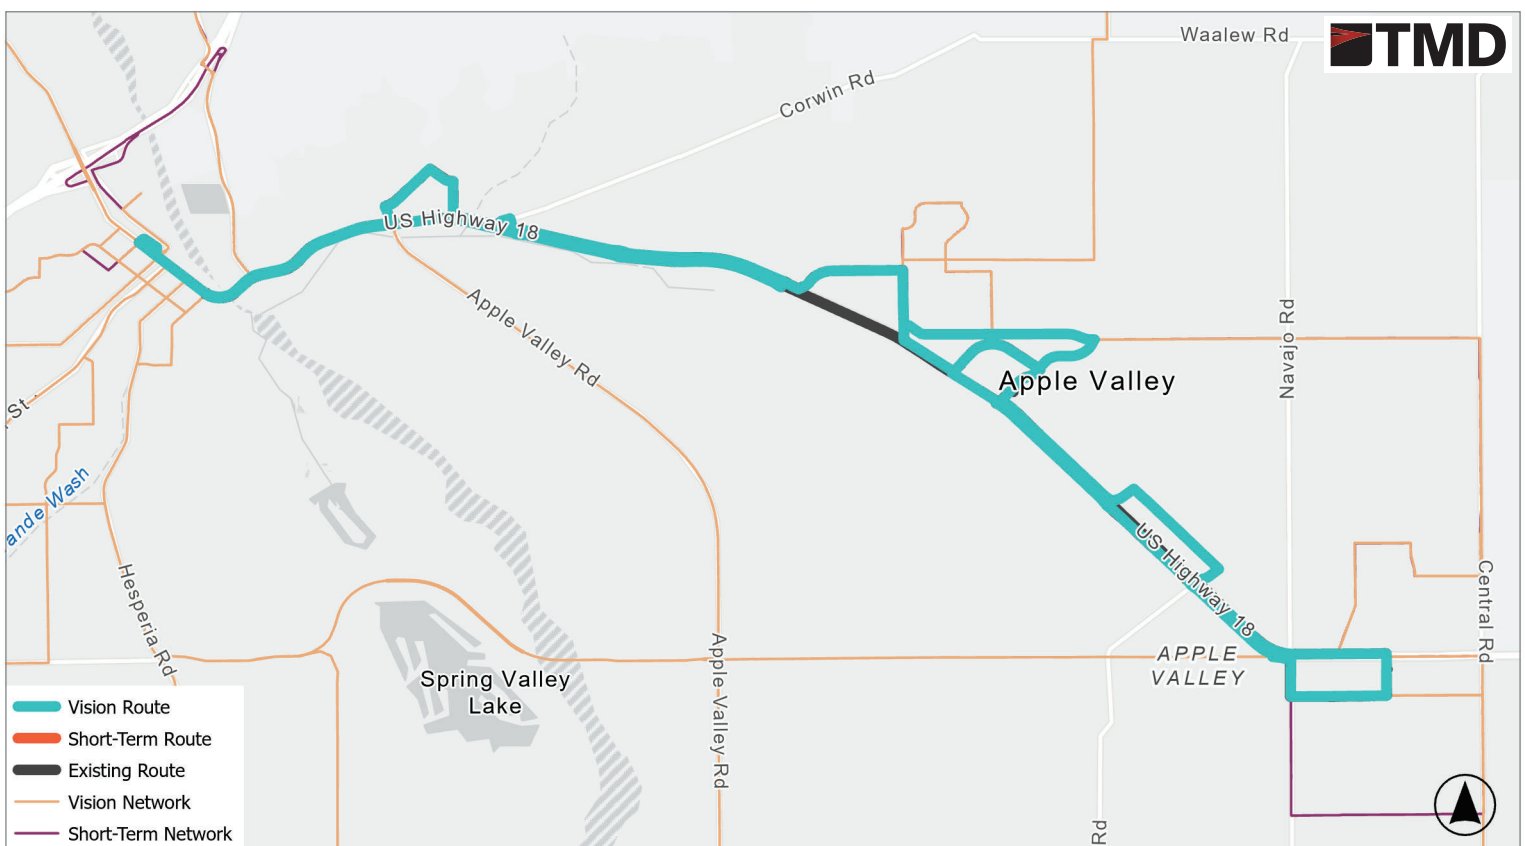 Waalew Rd
TMD
Corwin Rd
US Highway 18
Apple Valley Rd
Navajo Rd
Apple Valley
St
ande Wash
US Highway 18
Hesperia Rd
Central Rd
APPLE
VALLEY
Spring Valley
Lake
Apple Valley Rd
Rd
Vision Route
Short-Term Route
Existing Route
Vision Network
Short-Term Network